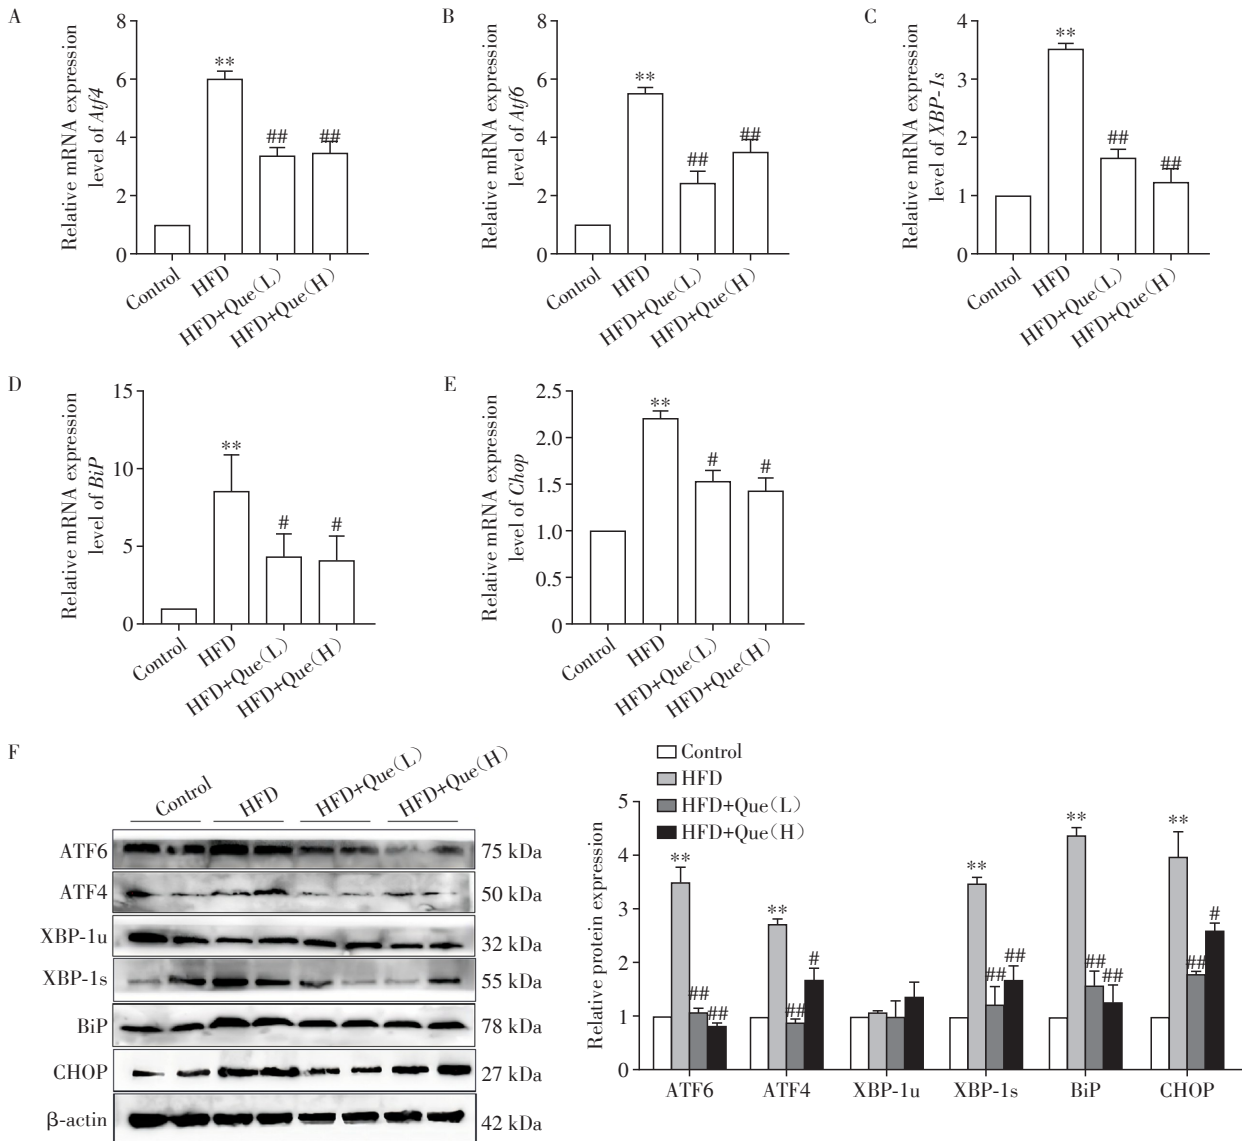 A
Relative mRNA expression
level of Atf4
8
6
4
2
0
**
##
##
Control
HFD
HFD+Que(L)
HFD+Que(H)
B
Relative mRNA expression
level of Atf6
8
6
4
2
0
**
##
##
Control
HFD
HFD+Que(L)
HFD+Que(H)
C
Relative mRNA expression
level of XBP-1s
4
3
2
1
0
**
##
##
Control
HFD
HFD+Que(L)
HFD+Que(H)
D
Relative mRNA expression
level of BiP
15
10
5
0
**
#
#
Control
HFD
HFD+Que(L)
HFD+Que(H)
E
Relative mRNA expression
level of Chop
2.5
2.0
1.5
1.0
0.5
0
**
#
#
Control
HFD
HFD+Que(L)
HFD+Que(H)
F
Control
HFD
HFD+Que(L)
HFD+Que(H)
ATF6 75 kDa
ATF4 50 kDa
XBP-1u 32 kDa
XBP-1s 55 kDa
BiP 78 kDa
CHOP 27 kDa
β-actin 42 kDa
Control
HFD
HFD+Que(L)
HFD+Que(H)
Relative protein expression
5
4
3
2
1
0
**
##
##
**
##
#
**
##
##
**
##
##
**
##
#
ATF6
ATF4
XBP-1u
XBP-1s
BiP
CHOP